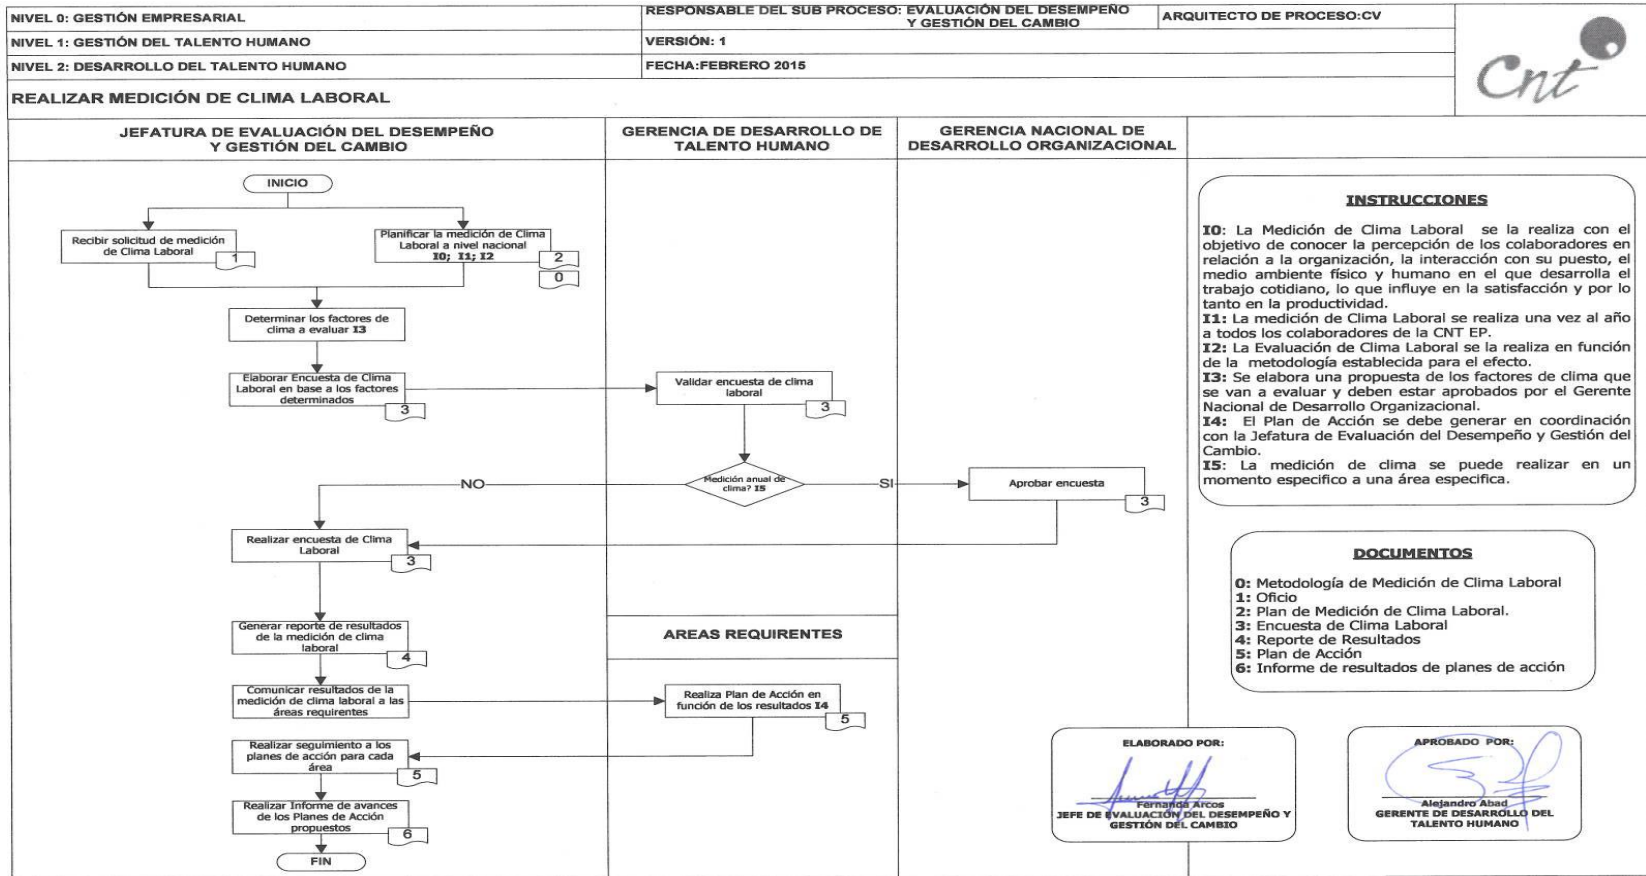 NIVEL 0: GESTIÓN EMPRESARIAL
RESPONSABLE DEL SUB PROCESO: EVALUACIÓN DEL DESEMPEÑO
Y GESTIÓN DEL CAMBIO
ARQUITECTO DE PROCESO:CV
NIVEL 1: GESTIÓN DEL TALENTO HUMANO
VERSIÓN: 1
NIVEL 2: DESARROLLO DEL TALENTO HUMANO
FECHA:FEBRERO 2015
Cnt
REALIZAR MEDICIÓN DE CLIMA LABORAL
JEFATURA DE EVALUACIÓN DEL DESEMPEÑO
Y GESTIÓN DEL CAMBIO
GERENCIA DE DESARROLLO DE
TALENTO HUMANO
GERENCIA NACIONAL DE
DESARROLLO ORGANIZACIONAL
INICIO
Recibir solicitud de medición
de Clima Laboral
1
Planificar la medición de Clima
Laboral a nivel nacional
I0; I1; I2
2
0
Determinar los factores de
clima a evaluar I3
Elaborar Encuesta de Clima
Laboral en base a los factores
determinados
3
Validar encuesta de clima
laboral
3
Medición anual de
clima? I5
NO
SI
Aprobar encuesta
3
Realizar encuesta de Clima
Laboral
3
Generar reporte de resultados
de la medición de clima
laboral
4
AREAS REQUIRENTES
Comunicar resultados de la
medición de clima laboral a las
áreas requirentes
Realiza Plan de Acción en
función de los resultados I4
5
Realizar seguimiento a los
planes de acción para cada
área
5
Realizar Informe de avances
de los Planes de Acción
propuestos
6
FIN
INSTRUCCIONES
I0: La Medición de Clima Laboral se la realiza con el
objetivo de conocer la percepción de los colaboradores en
relación a la organización, la interacción con su puesto, el
medio ambiente físico y humano en el que desarrolla el
trabajo cotidiano, lo que influye en la satisfacción y por lo
tanto en la productividad.
I1: La medición de Clima Laboral se realiza una vez al año
a todos los colaboradores de la CNT EP.
I2: La Evaluación de Clima Laboral se la realiza en función
de la metodología establecida para el efecto.
I3: Se elabora una propuesta de los factores de clima que
se van a evaluar y deben estar aprobados por el Gerente
Nacional de Desarrollo Organizacional.
I4: El Plan de Acción se debe generar en coordinación
con la Jefatura de Evaluación del Desempeño y Gestión del
Cambio.
I5: La medición de clima se puede realizar en un
momento especifico a una área especifica.
DOCUMENTOS
0: Metodología de Medición de Clima Laboral
1: Oficio
2: Plan de Medición de Clima Laboral.
3: Encuesta de Clima Laboral
4: Reporte de Resultados
5: Plan de Acción
6: Informe de resultados de planes de acción
ELABORADO POR:
Fernanda Arcos
JEFE DE EVALUACIÓN DEL DESEMPEÑO Y
GESTIÓN DEL CAMBIO
APROBADO POR:
Alejandro Abad
GERENTE DE DESARROLLO DEL
TALENTO HUMANO